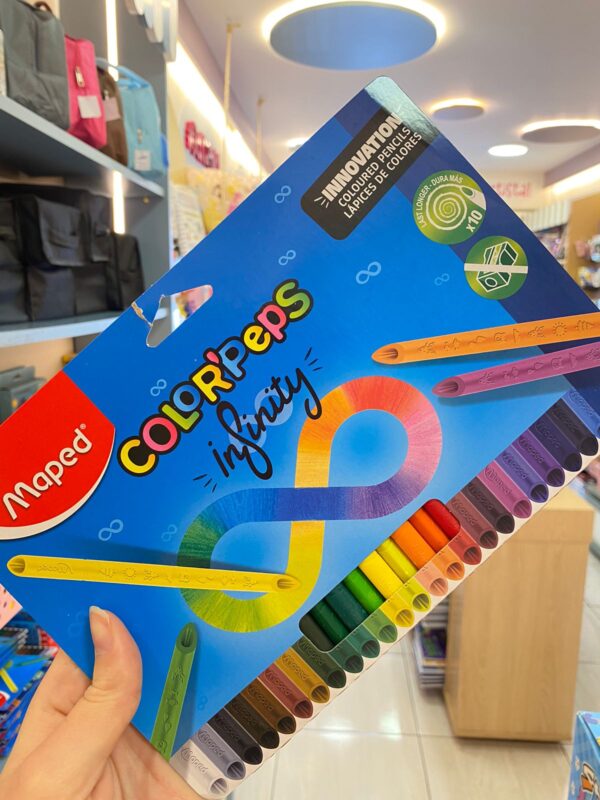 INNOVATION
COLOURED PENCILS
LÁPICES DE COLORES
LAST LONGER - DURA MÁS
x10
COLOR'PEPS
infinity
Maped®